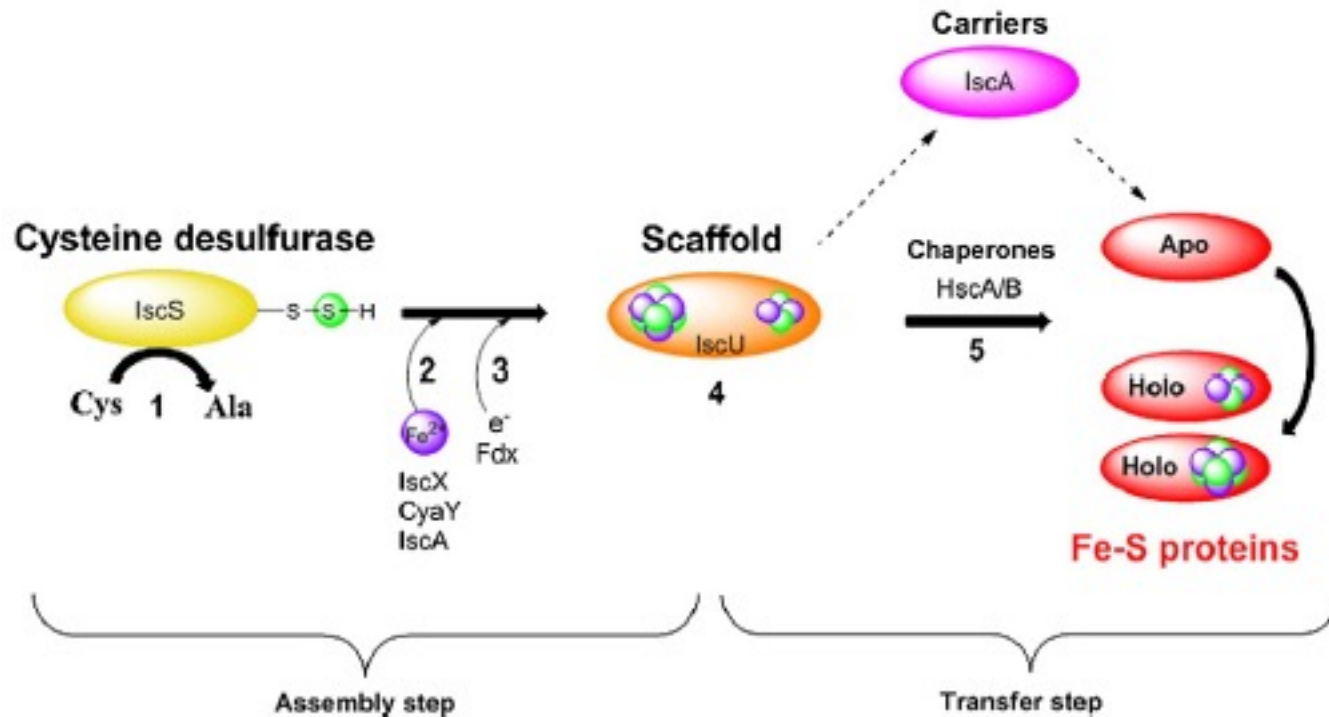 Carriers
IscA
Cysteine desulfurase
Scaffold
Chaperones
HscA/B
Apo
IscS
S S H
IscU
Cys 1 Ala
2 3
4
5
Fe2+
e-
Fdx
IscX
CyaY
IscA
Holo
Holo
Fe-S proteins
Assembly step
Transfer step